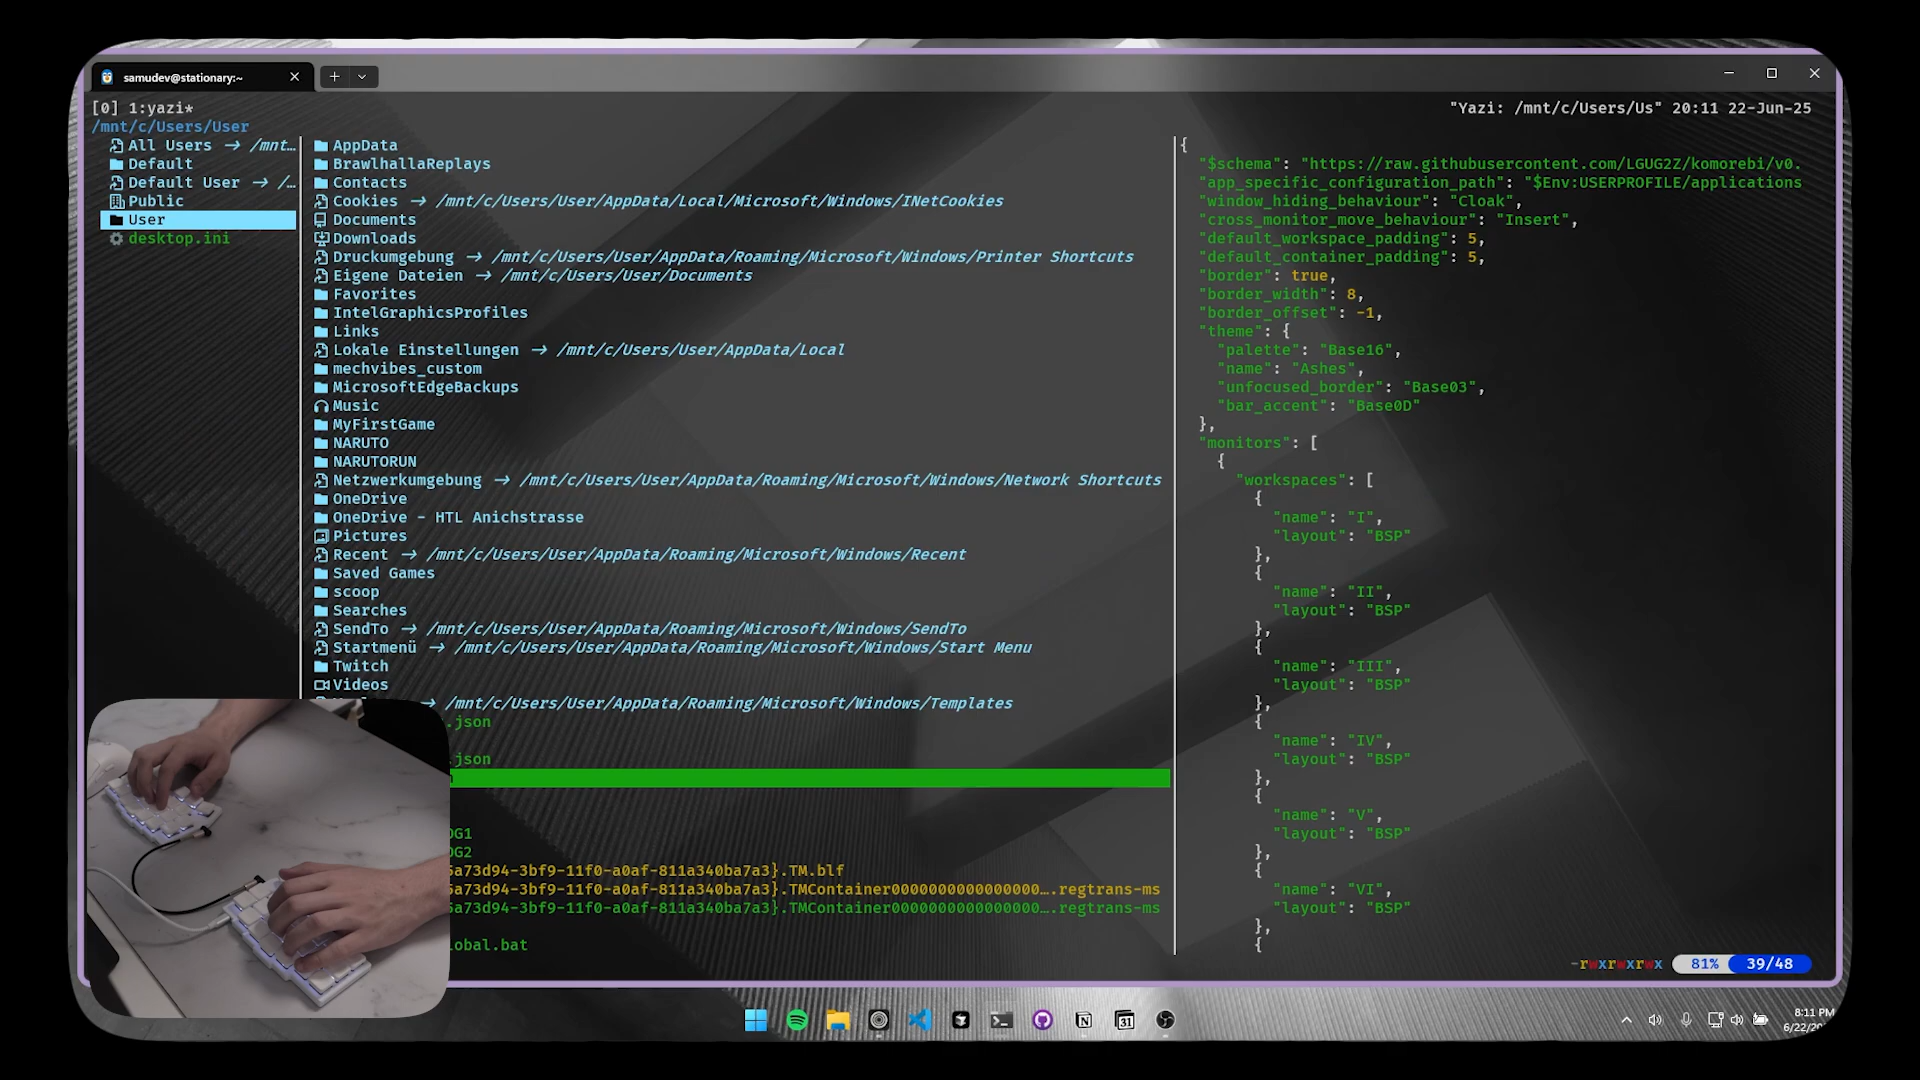 samudev@stationary:~
[0] 1:yazi*
"Yazi: /mnt/c/Users/Us" 20:11 22-Jun-25
/mnt/c/Users/User
All Users → /mnt…
Default
Default User → /…
Public
User
desktop.ini
AppData
BrawlhallaReplays
Contacts
Cookies → /mnt/c/Users/User/AppData/Local/Microsoft/Windows/INetCookies
Documents
Downloads
Druckumgebung → /mnt/c/Users/User/AppData/Roaming/Microsoft/Windows/Printer Shortcuts
Eigene Dateien → /mnt/c/Users/User/Documents
Favorites
IntelGraphicsProfiles
Links
Lokale Einstellungen → /mnt/c/Users/User/AppData/Local
mechvibes_custom
MicrosoftEdgeBackups
Music
MyFirstGame
NARUTO
NARUTORUN
Netzwerkumgebung → /mnt/c/Users/User/AppData/Roaming/Microsoft/Windows/Network Shortcuts
OneDrive
OneDrive - HTL Anichstrasse
Pictures
Recent → /mnt/c/Users/User/AppData/Roaming/Microsoft/Windows/Recent
Saved Games
scoop
Searches
SendTo → /mnt/c/Users/User/AppData/Roaming/Microsoft/Windows/SendTo
Startmenü → /mnt/c/Users/User/AppData/Roaming/Microsoft/Windows/Start Menu
Twitch
Videos
→ /mnt/c/Users/User/AppData/Roaming/Microsoft/Windows/Templates
.json
.json
OG1
OG2
5a73d94-3bf9-11f0-a0af-811a340ba7a3}.TM.blf
5a73d94-3bf9-11f0-a0af-811a340ba7a3}.TMContainer0000000000000000….regtrans-ms
5a73d94-3bf9-11f0-a0af-811a340ba7a3}.TMContainer0000000000000000….regtrans-ms
lobal.bat
{
"$schema": "https://raw.githubusercontent.com/LGUG2Z/komorebi/v0.
"app_specific_configuration_path": "$Env:USERPROFILE/applications
"window_hiding_behaviour": "Cloak",
"cross_monitor_move_behaviour": "Insert",
"default_workspace_padding": 5,
"default_container_padding": 5,
"border": true,
"border_width": 8,
"border_offset": -1,
"theme": {
"palette": "Base16",
"name": "Ashes",
"unfocused_border": "Base03",
"bar_accent": "Base0D"
},
"monitors": [
{
"workspaces": [
{
"name": "I",
"layout": "BSP"
},
{
"name": "II",
"layout": "BSP"
},
{
"name": "III",
"layout": "BSP"
},
{
"name": "IV",
"layout": "BSP"
},
{
"name": "V",
"layout": "BSP"
},
{
"name": "VI",
"layout": "BSP"
},
{
-rwxrwxrwx 81% 39/48
31
8:11 PM
6/22/20